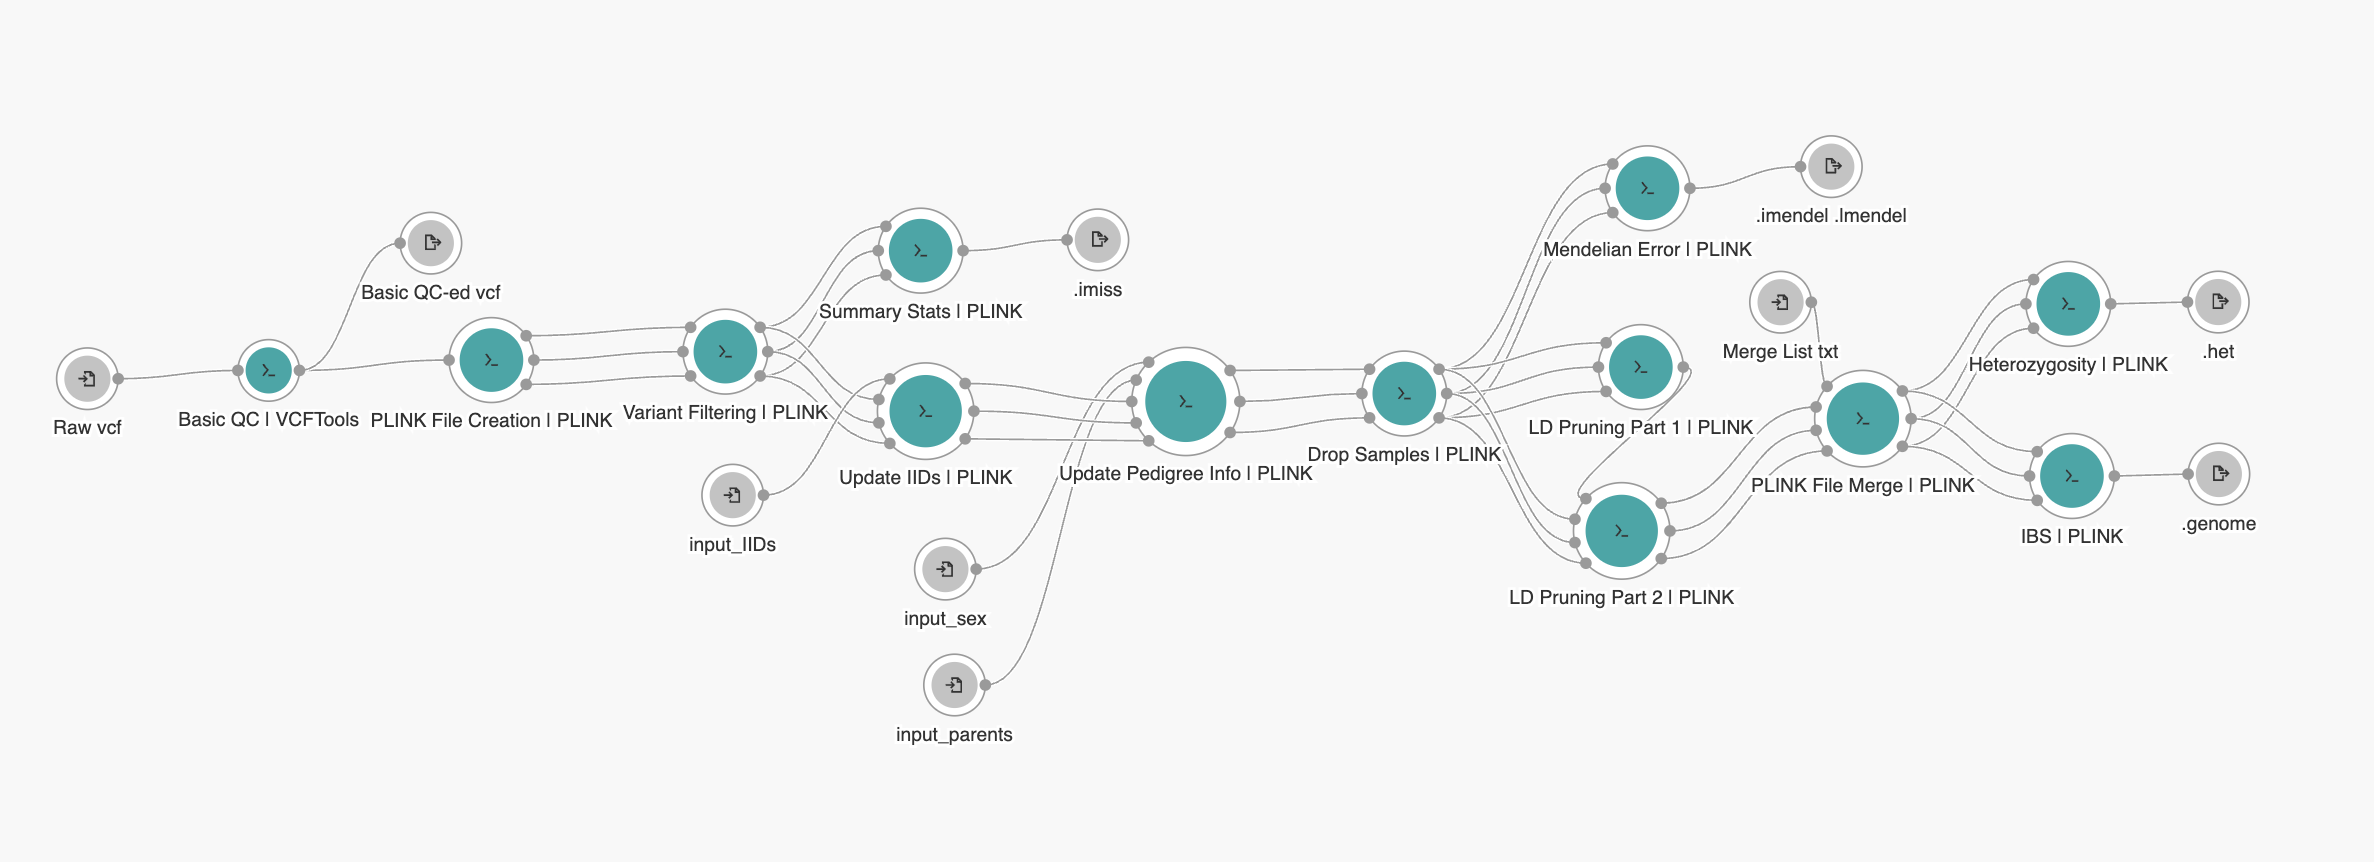 Raw vcf
Basic QC | VCFTools
Basic QC-ed vcf
PLINK File Creation | PLINK
Variant Filtering | PLINK
Summary Stats | PLINK
.imiss
input_IIDs
Update IIDs | PLINK
input_sex
input_parents
Update Pedigree Info | PLINK
Drop Samples | PLINK
Mendelian Error | PLINK
.imendel .lmendel
LD Pruning Part 1 | PLINK
LD Pruning Part 2 | PLINK
Merge List txt
PLINK File Merge | PLINK
Heterozygosity | PLINK
.het
IBS | PLINK
.genome